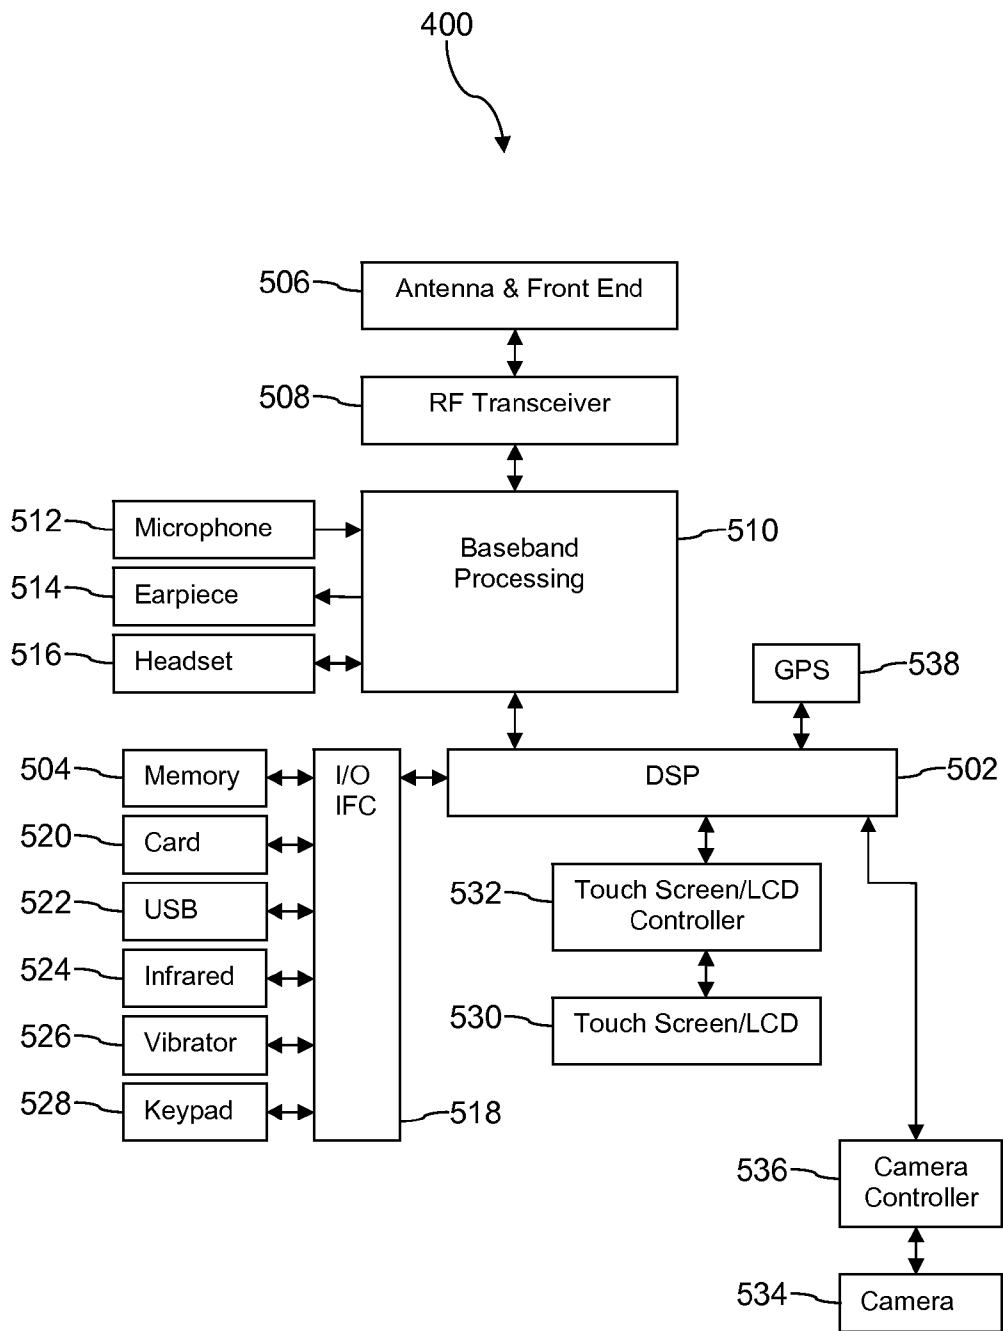 400
506
Antenna & Front End
508
RF Transceiver
512
Microphone
Baseband
Processing
510
514
Earpiece
516
Headset
GPS
538
504
Memory
I/O
IFC
DSP
502
520
Card
522
USB
532
Touch Screen/LCD
Controller
524
Infrared
530
Touch Screen/LCD
526
Vibrator
528
Keypad
518
536
Camera
Controller
534
Camera